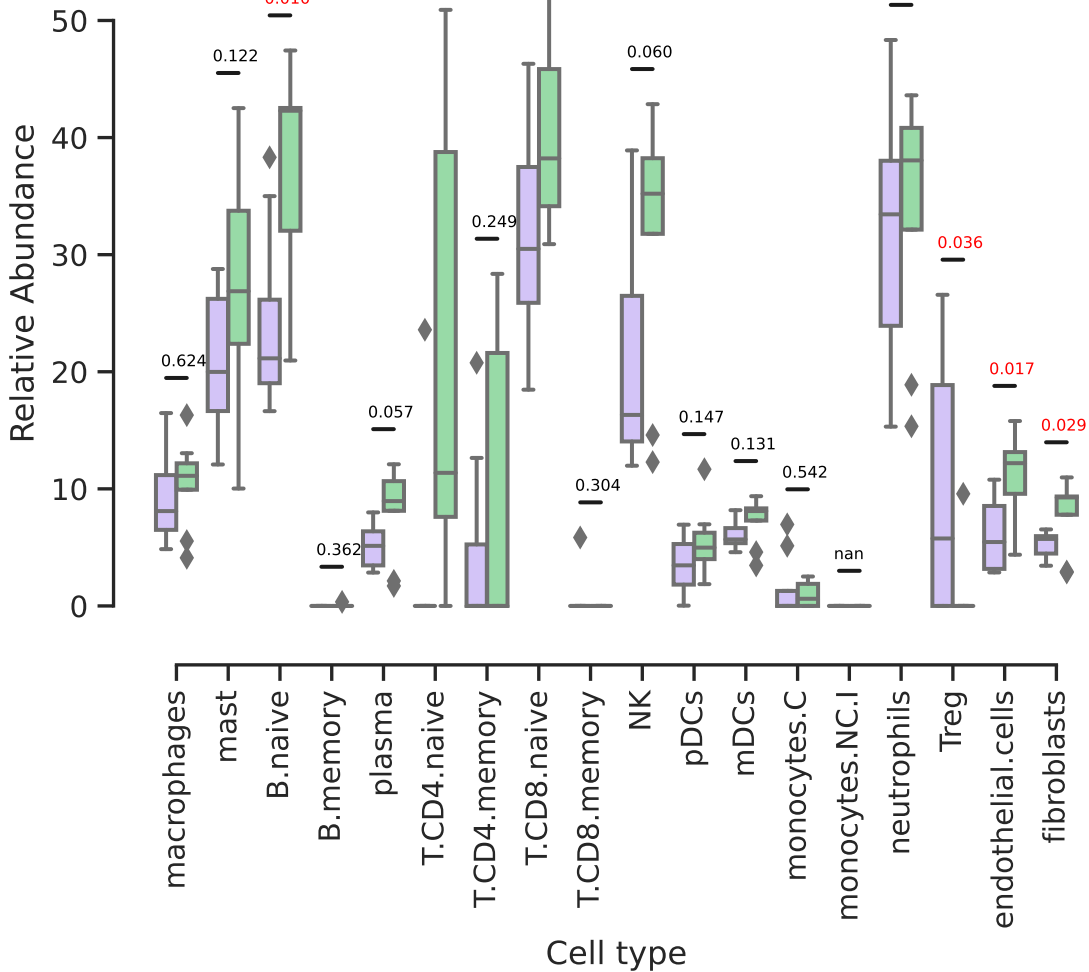 50
0.060
0.122
40
0.249
30
0.036
0.624
20
0.017
0.029
0.057
0.147
0.131
0.542
10
0.304
0.362
nan
0
Relative Abundance
macrophages
mast
B.naive
B.memory
plasma
T.CD4.naive
T.CD4.memory
T.CD8.naive
T.CD8.memory
NK
pDCs
mDCs
monocytes.C
monocytes.NC.I
neutrophils
Treg
endothelial.cells
fibroblasts
Cell type